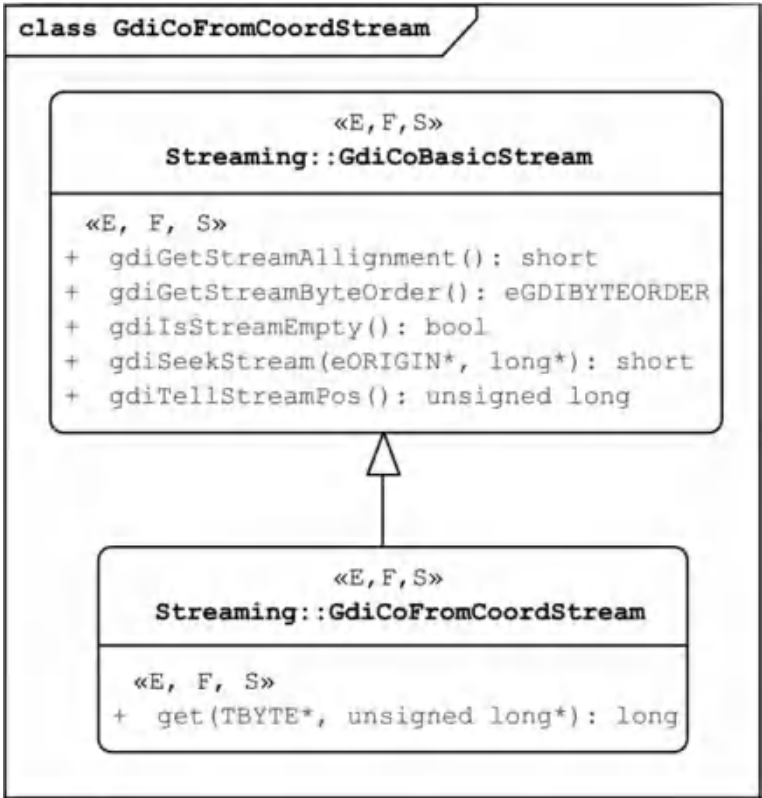 class GdiCoFromCoordStream
«E,F,S»
Streaming::GdiCoBasicStream
«E, F, S»
+ gdiGetStreamAllignment(): short
+ gdiGetStreamByteOrder(): eGDIBYTEORDER
+ gdiIsStreamEmpty(): bool
+ gdiSeekStream(eORIGIN*, long*): short
+ gdiTellStreamPos(): unsigned long
«E,F,S»
Streaming::GdiCoFromCoordStream
«E, F, S»
+ get(TBYTE*, unsigned long*): long